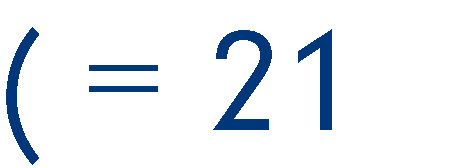 ( = 21